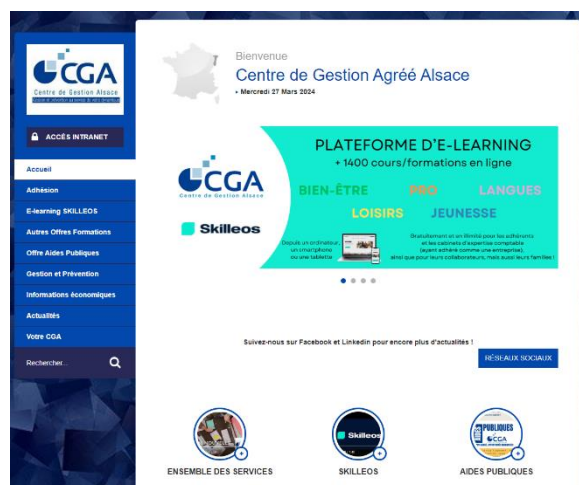 CGA
Centre de Gestion Alsace
ACCÈS INTRANET
Accueil
Adhésion
E-learning SKILLEOS
Autres Offres Formations
Offre Aides Publiques
Gestion et Prévention
Informations économiques
Actualités
Votre CGA
Rechercher...
Bienvenue
Centre de Gestion Agréé Alsace
Mercredi 27 Mars 2024
CGA
Centre de Gestion Alsace
Skilleos
PLATEFORME D'E-LEARNING
+ 1400 cours/formations en ligne
BIEN-ÊTRE PRO LANGUES
LOISIRS JEUNESSE
Depuis un ordinateur,
un smartphone
ou une tablette
Gratuitement et en illimité pour les adhérents
et les cabinets d'expertise comptable
(ayant adhéré comme une entreprise),
ainsi que pour leurs collaborateurs, mais aussi leurs familles !
Suivez-nous sur Facebook et Linkedin pour encore plus d'actualités !
RÉSEAUX SOCIAUX
Skilleos
PUBLIQUES
CGA
ENSEMBLE DES SERVICES
SKILLEOS
AIDES PUBLIQUES